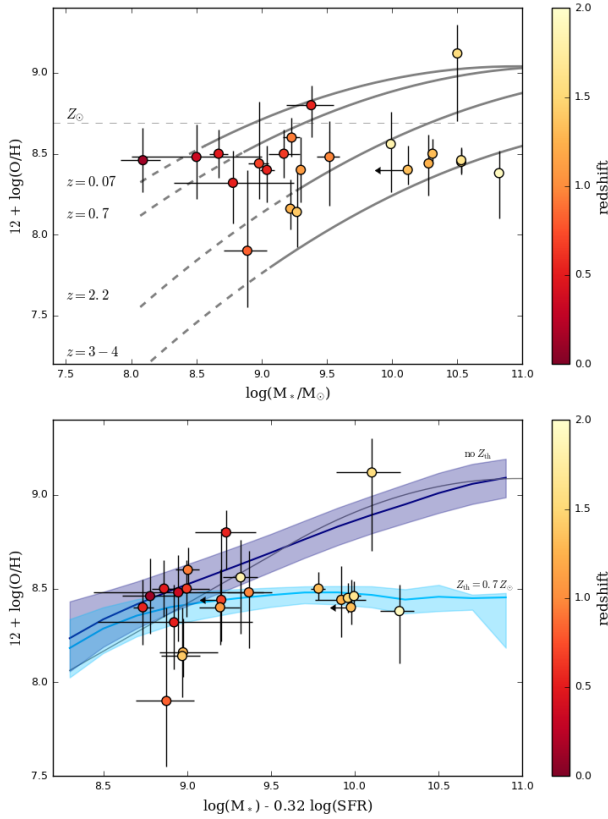 9.0
8.5
8.0
7.5
12 + log(O/H)
Z⊙
z = 0.07
z = 0.7
z = 2.2
z = 3 − 4
7.5 8.0 8.5 9.0 9.5 10.0 10.5 11.0
log(M*/M⊙)
2.0
1.5
1.0
0.5
0.0
redshift
9.0
8.5
8.0
7.5
12 + log(O/H)
no Zth
Zth = 0.7 Z⊙
8.5 9.0 9.5 10.0 10.5 11.0
log(M*) - 0.32 log(SFR)
2.0
1.5
1.0
0.5
0.0
redshift